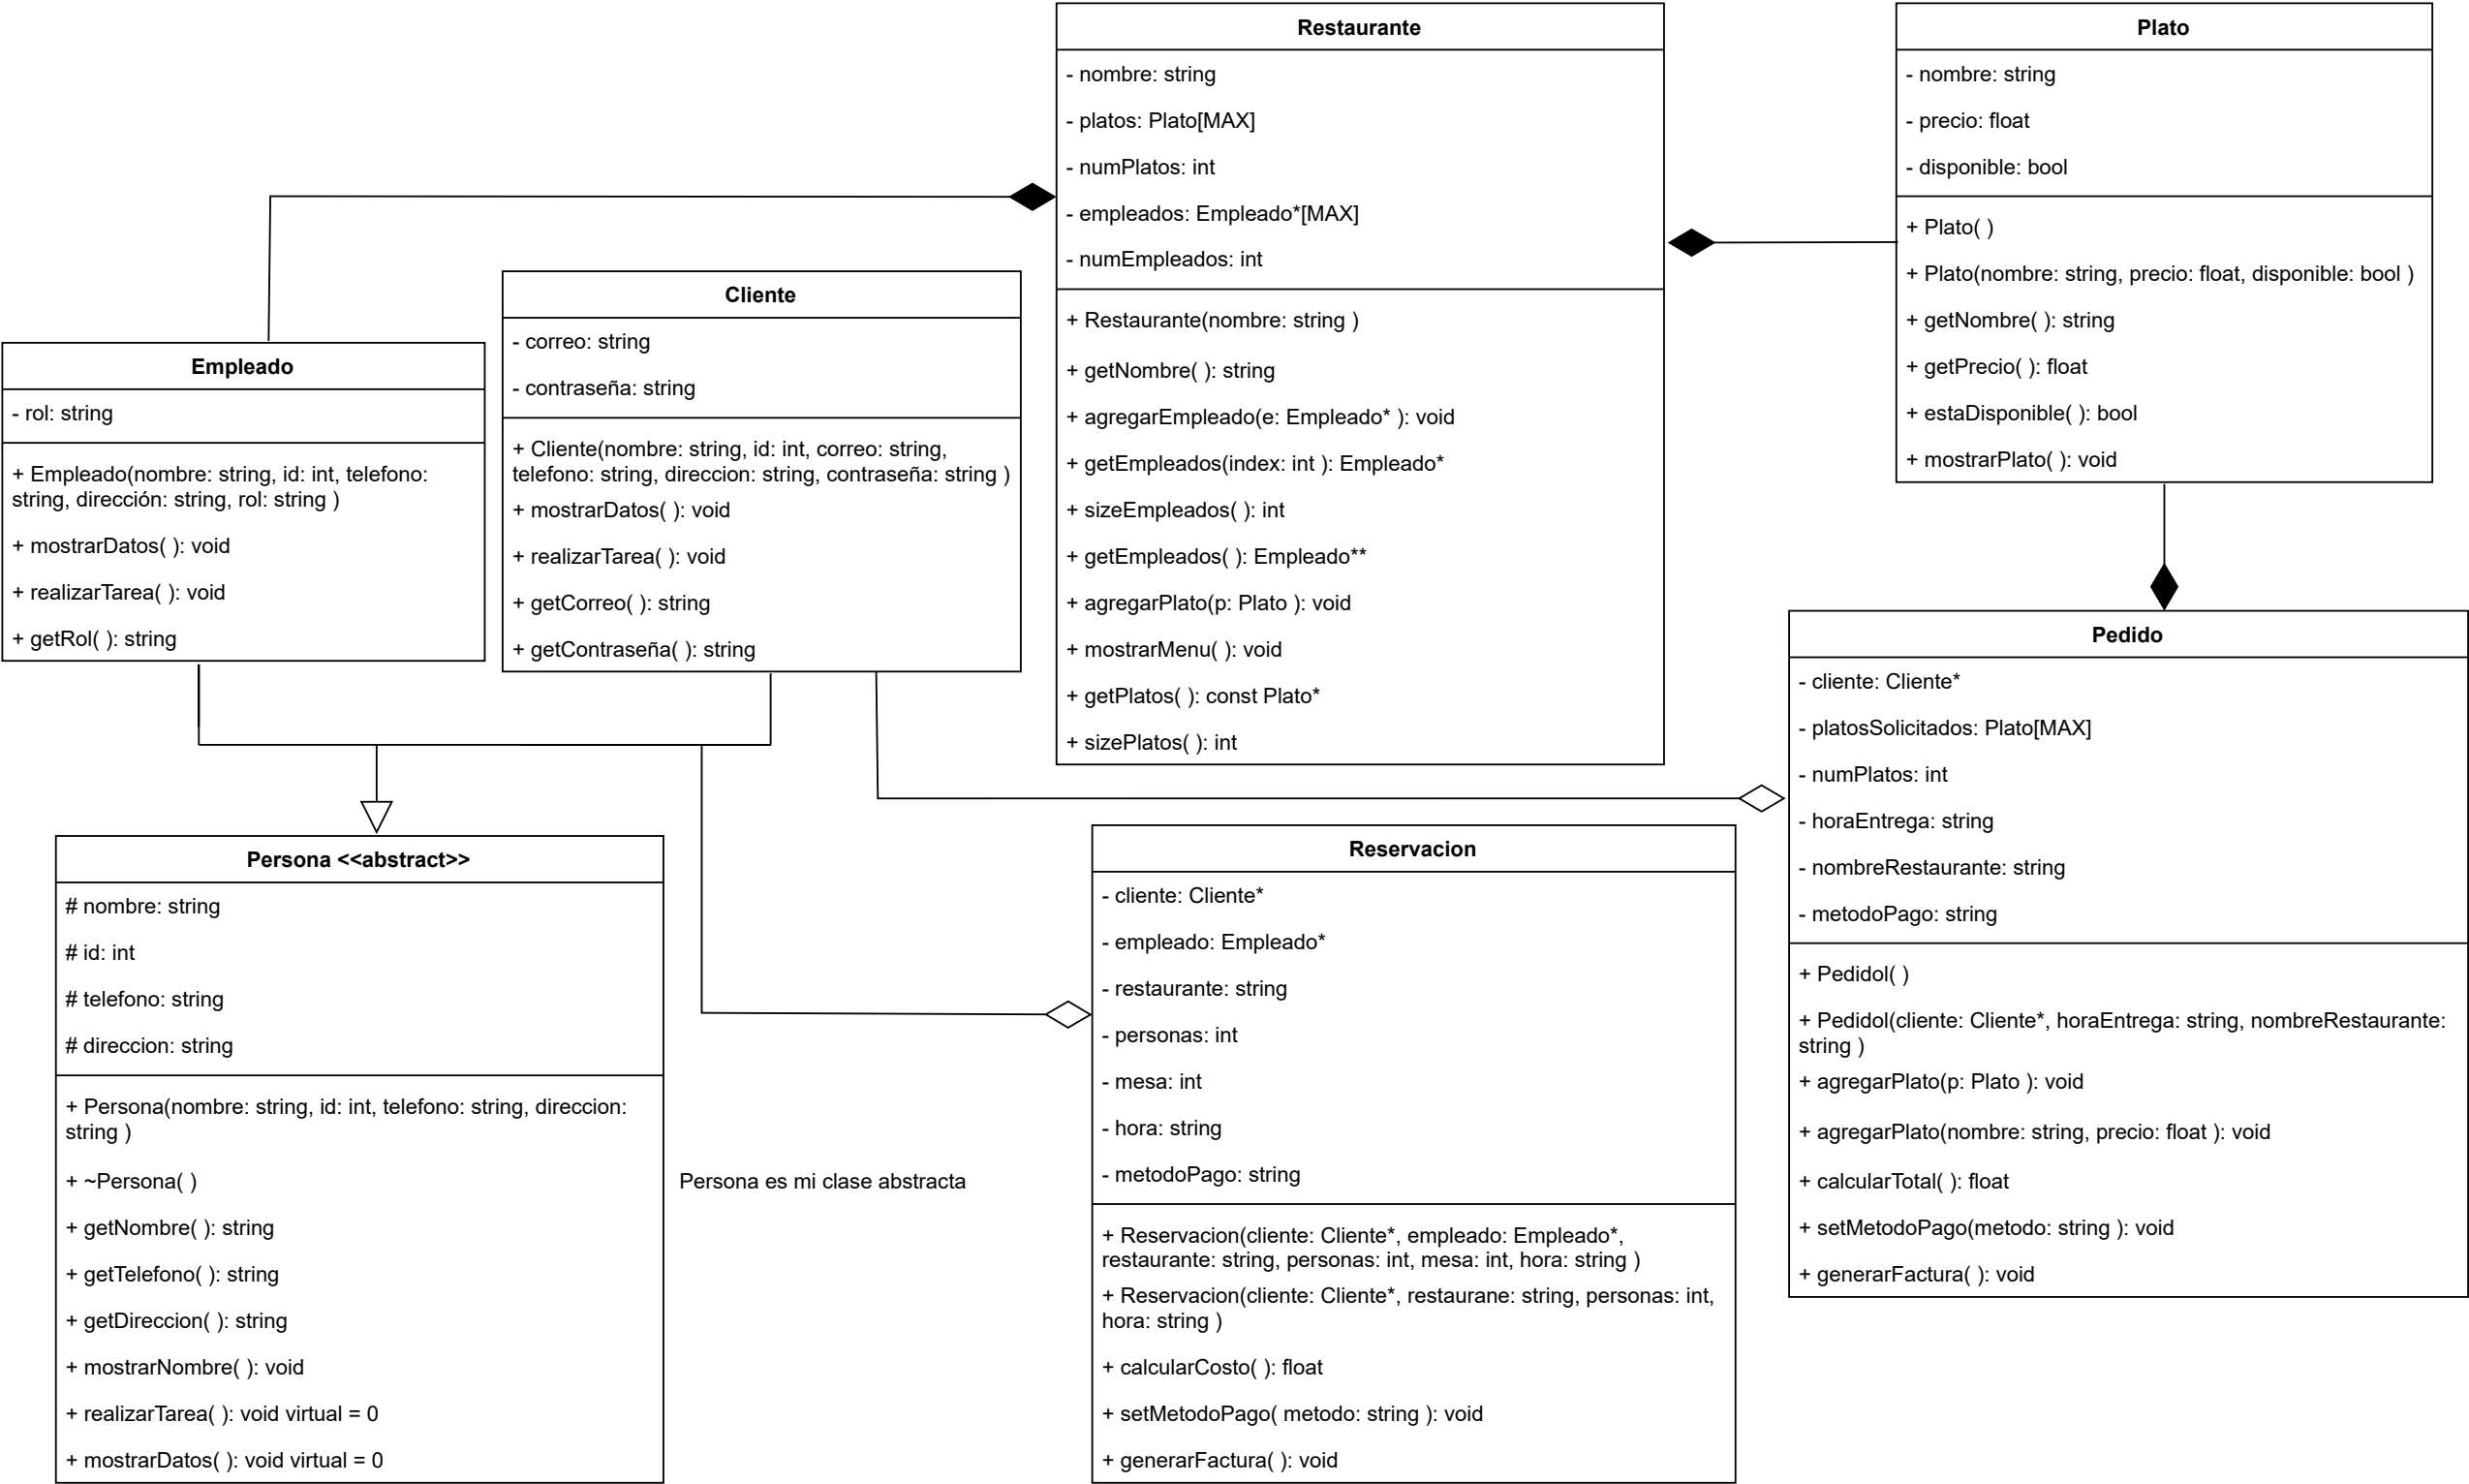 Restaurante
- nombre: string
- platos: Plato[MAX]
- numPlatos: int
- empleados: Empleado*[MAX]
- numEmpleados: int
+ Restaurante(nombre: string )
+ getNombre( ): string
+ agregarEmpleado(e: Empleado* ): void
+ getEmpleados(index: int ): Empleado*
+ sizeEmpleados( ): int
+ getEmpleados( ): Empleado**
+ agregarPlato(p: Plato ): void
+ mostrarMenu( ): void
+ getPlatos( ): const Plato*
+ sizePlatos( ): int
Plato
- nombre: string
- precio: float
- disponible: bool
+ Plato( )
+ Plato(nombre: string, precio: float, disponible: bool )
+ getNombre( ): string
+ getPrecio( ): float
+ estaDisponible( ): bool
+ mostrarPlato( ): void
Cliente
- correo: string
- contraseña: string
+ Cliente(nombre: string, id: int, correo: string,
telefono: string, direccion: string, contraseña: string )
+ mostrarDatos( ): void
+ realizarTarea( ): void
+ getCorreo( ): string
+ getContraseña( ): string
Empleado
- rol: string
+ Empleado(nombre: string, id: int, telefono:
string, dirección: string, rol: string )
+ mostrarDatos( ): void
+ realizarTarea( ): void
+ getRol( ): string
Pedido
- cliente: Cliente*
- platosSolicitados: Plato[MAX]
- numPlatos: int
- horaEntrega: string
- nombreRestaurante: string
- metodoPago: string
+ Pedidol( )
+ Pedidol(cliente: Cliente*, horaEntrega: string, nombreRestaurante:
string )
+ agregarPlato(p: Plato ): void
+ agregarPlato(nombre: string, precio: float ): void
+ calcularTotal( ): float
+ setMetodoPago(metodo: string ): void
+ generarFactura( ): void
Persona <<abstract>>
# nombre: string
# id: int
# telefono: string
# direccion: string
+ Persona(nombre: string, id: int, telefono: string, direccion:
string )
+ ~Persona( )
+ getNombre( ): string
+ getTelefono( ): string
+ getDireccion( ): string
+ mostrarNombre( ): void
+ realizarTarea( ): void virtual = 0
+ mostrarDatos( ): void virtual = 0
Persona es mi clase abstracta
Reservacion
- cliente: Cliente*
- empleado: Empleado*
- restaurante: string
- personas: int
- mesa: int
- hora: string
- metodoPago: string
+ Reservacion(cliente: Cliente*, empleado: Empleado*,
restaurante: string, personas: int, mesa: int, hora: string )
+ Reservacion(cliente: Cliente*, restaurane: string, personas: int,
hora: string )
+ calcularCosto( ): float
+ setMetodoPago( metodo: string ): void
+ generarFactura( ): void